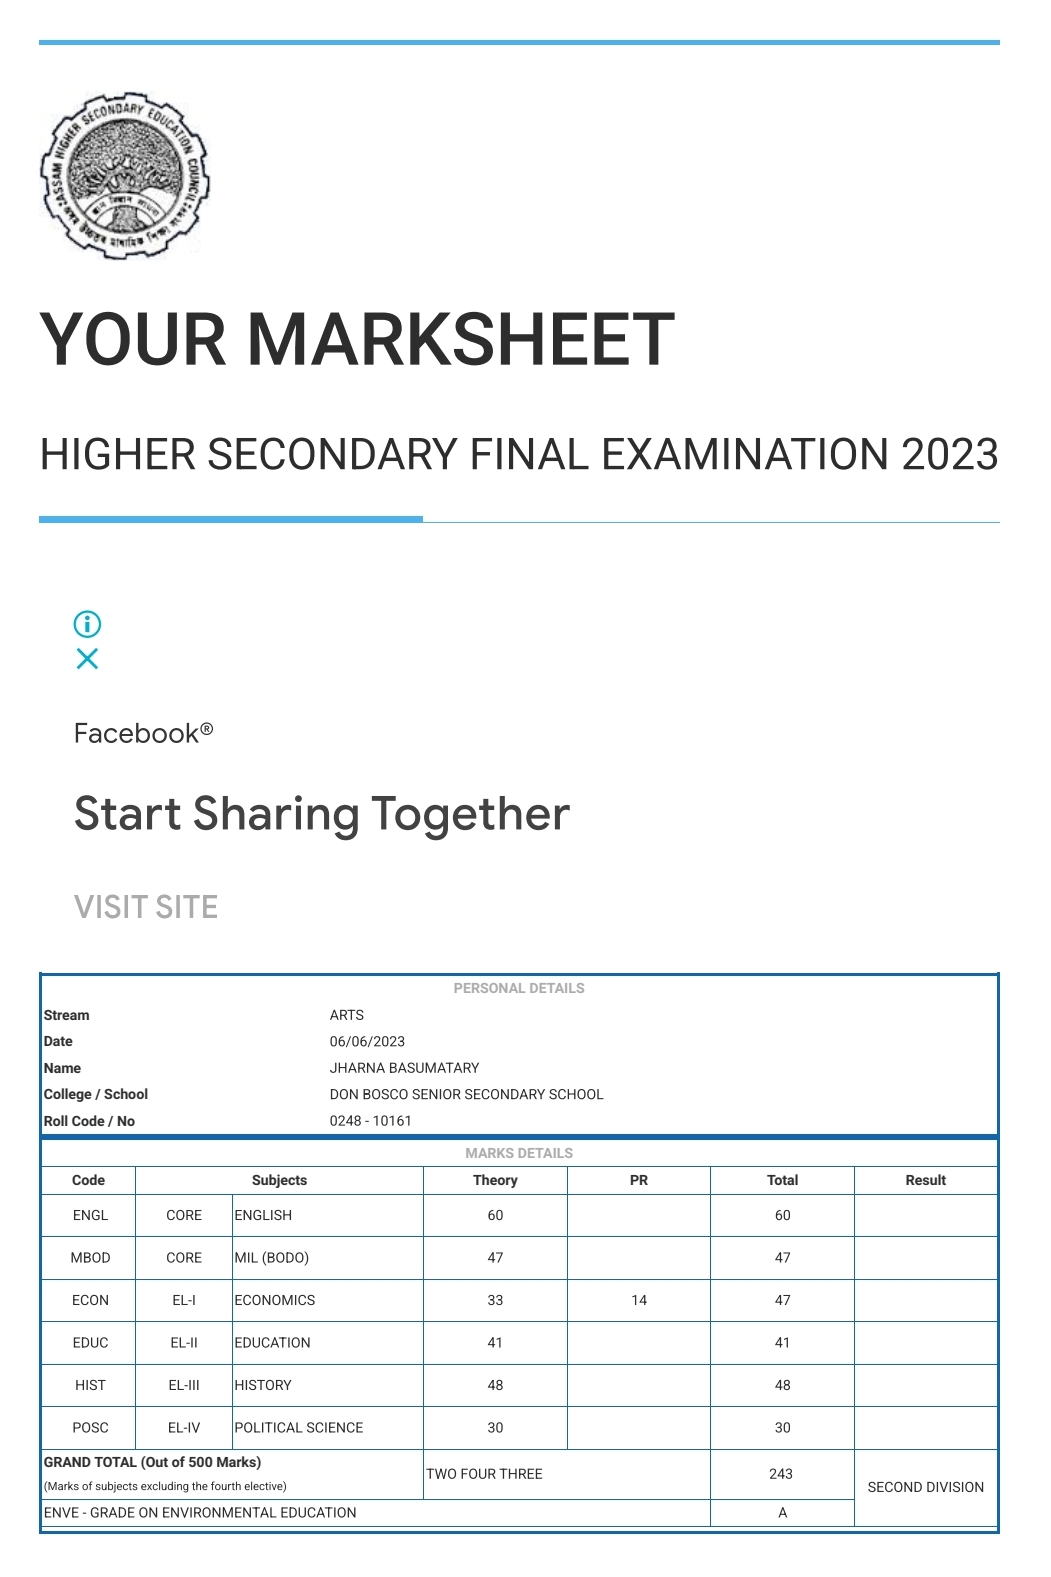 ASSAM HIGHER SECONDARY EDUCATION COUNCIL
YOUR MARKSHEET
HIGHER SECONDARY FINAL EXAMINATION 2023
Facebook®
Start Sharing Together
VISIT SITE
PERSONAL DETAILS
Stream ARTS
Date 06/06/2023
Name JHARNA BASUMATARY
College / School DON BOSCO SENIOR SECONDARY SCHOOL
Roll Code / No 0248 - 10161
MARKS DETAILS
Code Subjects Theory PR Total Result
ENGL CORE ENGLISH 60 60
MBOD CORE MIL (BODO) 47 47
ECON EL-I ECONOMICS 33 14 47
EDUC EL-II EDUCATION 41 41
HIST EL-III HISTORY 48 48
POSC EL-IV POLITICAL SCIENCE 30 30
GRAND TOTAL (Out of 500 Marks)
(Marks of subjects excluding the fourth elective) TWO FOUR THREE 243 SECOND DIVISION
ENVE - GRADE ON ENVIRONMENTAL EDUCATION A